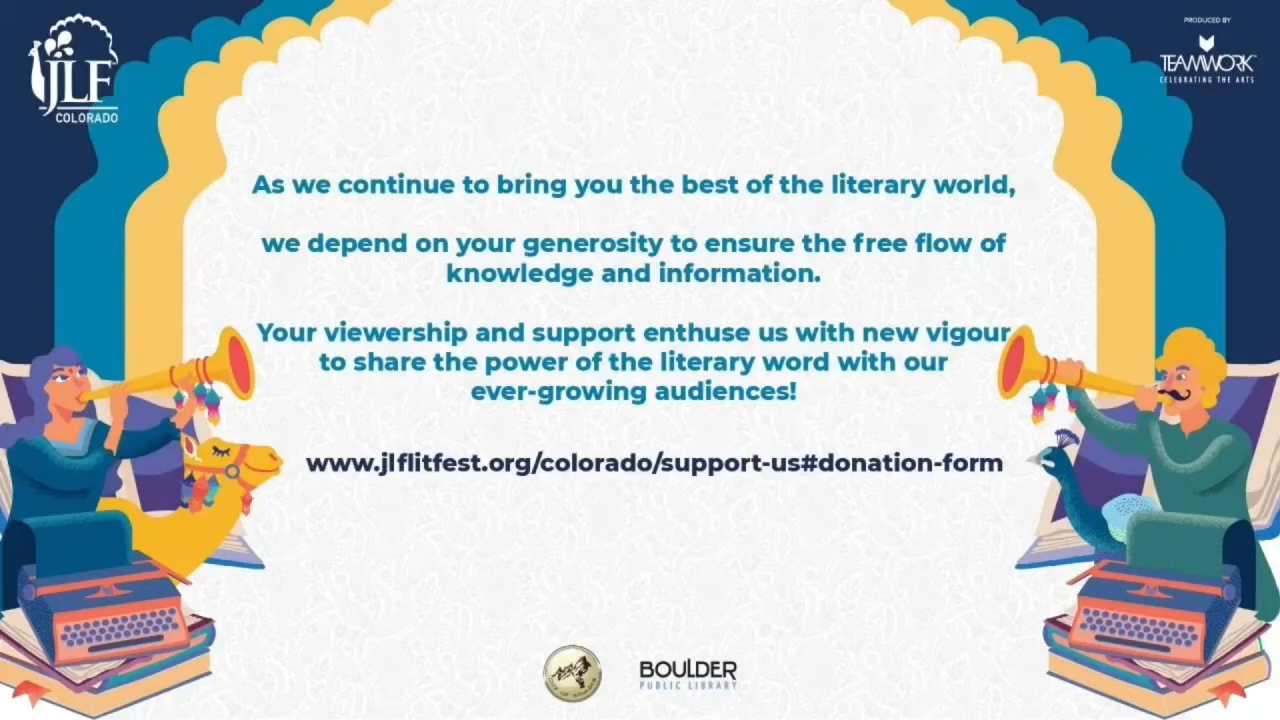 JLF
COLORADO
PRODUCED BY
TEAMWORK
CELEBRATING THE ARTS
As we continue to bring you the best of the literary world,
we depend on your generosity to ensure the free flow of
knowledge and information.
Your viewership and support enthuse us with new vigour
to share the power of the literary word with our
ever-growing audiences!
www.jlflitfest.org/colorado/support-us#donation-form
BOULDER
PUBLIC LIBRARY